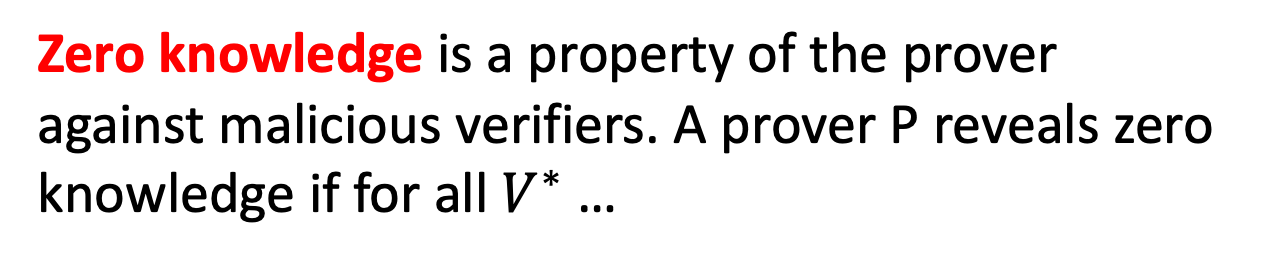 Zero knowledge is a property of the prover
against malicious verifiers. A prover P reveals zero
knowledge if for all V* ...